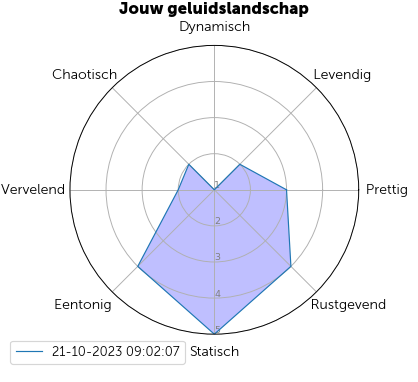 Jouw geluidslandschap
Dynamisch
Chaotisch
Levendig
Vervelend
Prettig
1
2
3
4
5
Eentonig
Rustgevend
Statisch
21-10-2023 09:02:07